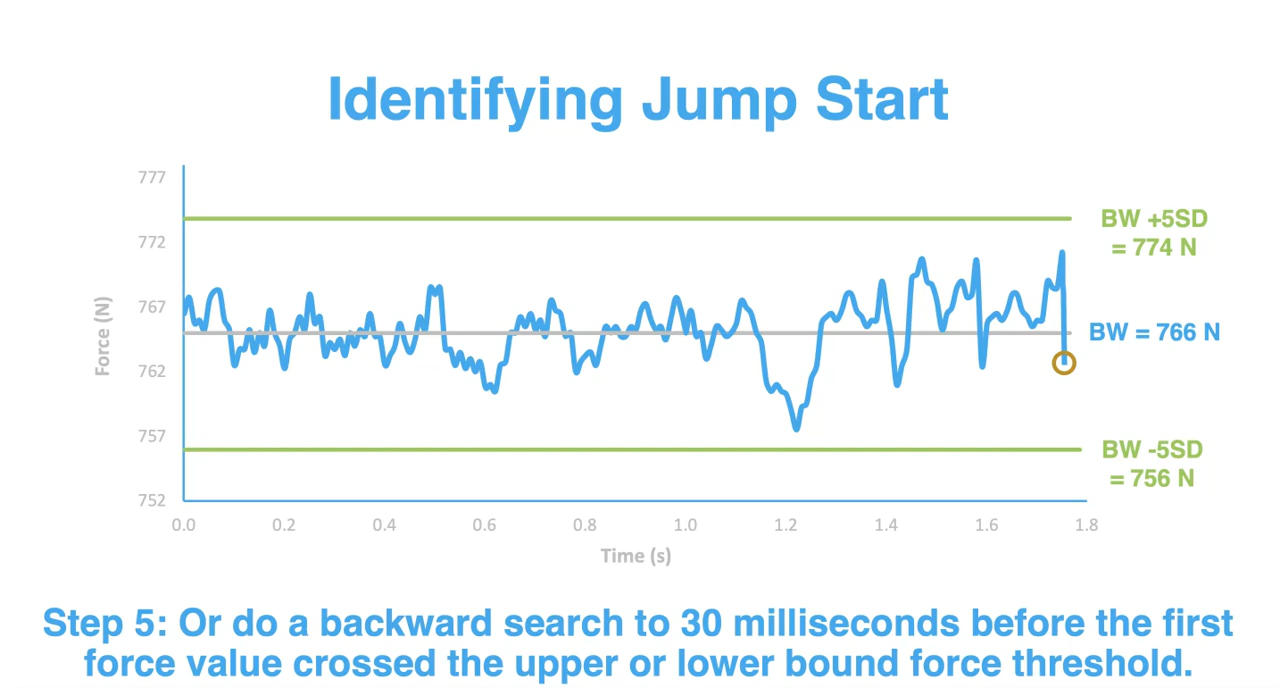 Identifying Jump Start
777
772
767
762
757
752
Force (N)
0.0 0.2 0.4 0.6 0.8 1.0 1.2 1.4 1.6 1.8
Time (s)
BW +5SD
= 774 N
BW = 766 N
BW -5SD
= 756 N
Step 5: Or do a backward search to 30 milliseconds before the first
force value crossed the upper or lower bound force threshold.